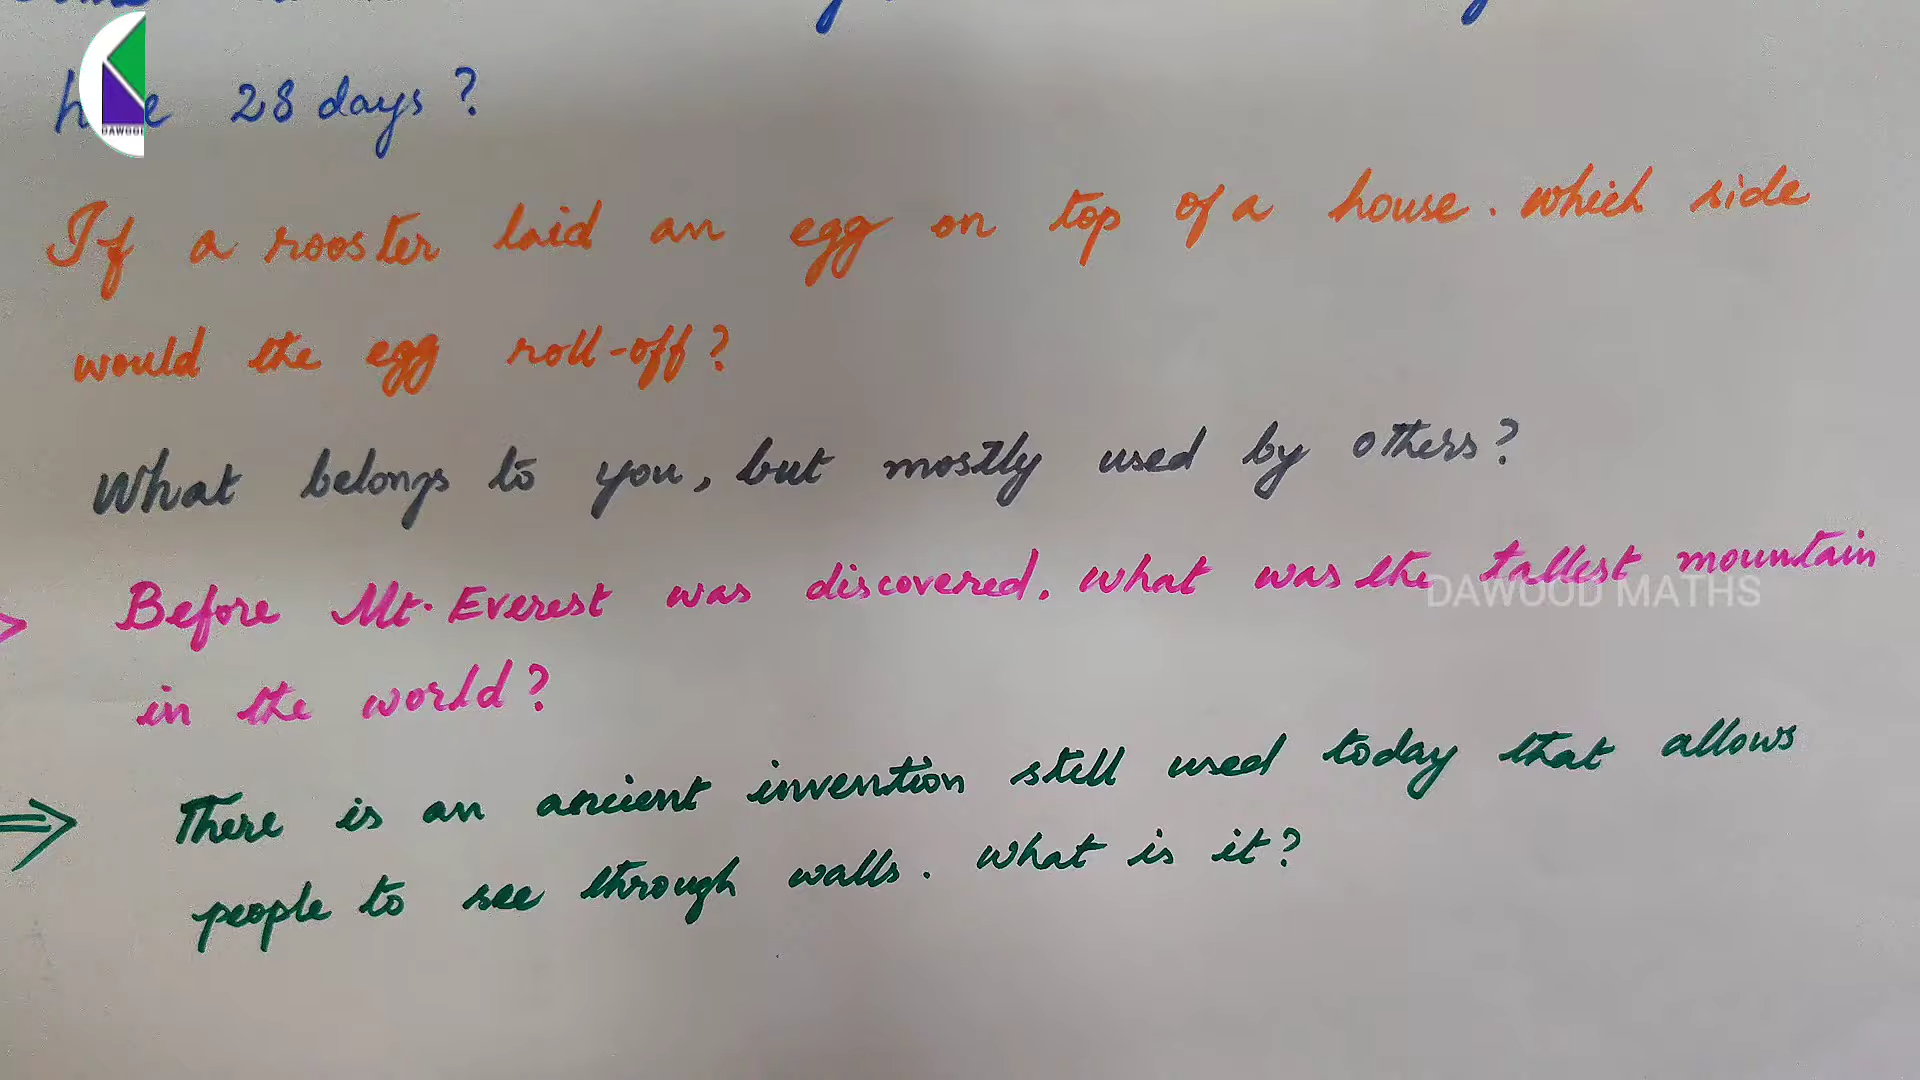 28 days?
If a rooster laid an egg on top of a house. which side
would the egg roll-off?
What belongs to you, but mostly used by others?
Before Mt. Everest was discovered. what was the tallest mountain
in the world?
There is an ancient invention still used today that allows
people to see through walls. what is it?
DAWOOD MATHS